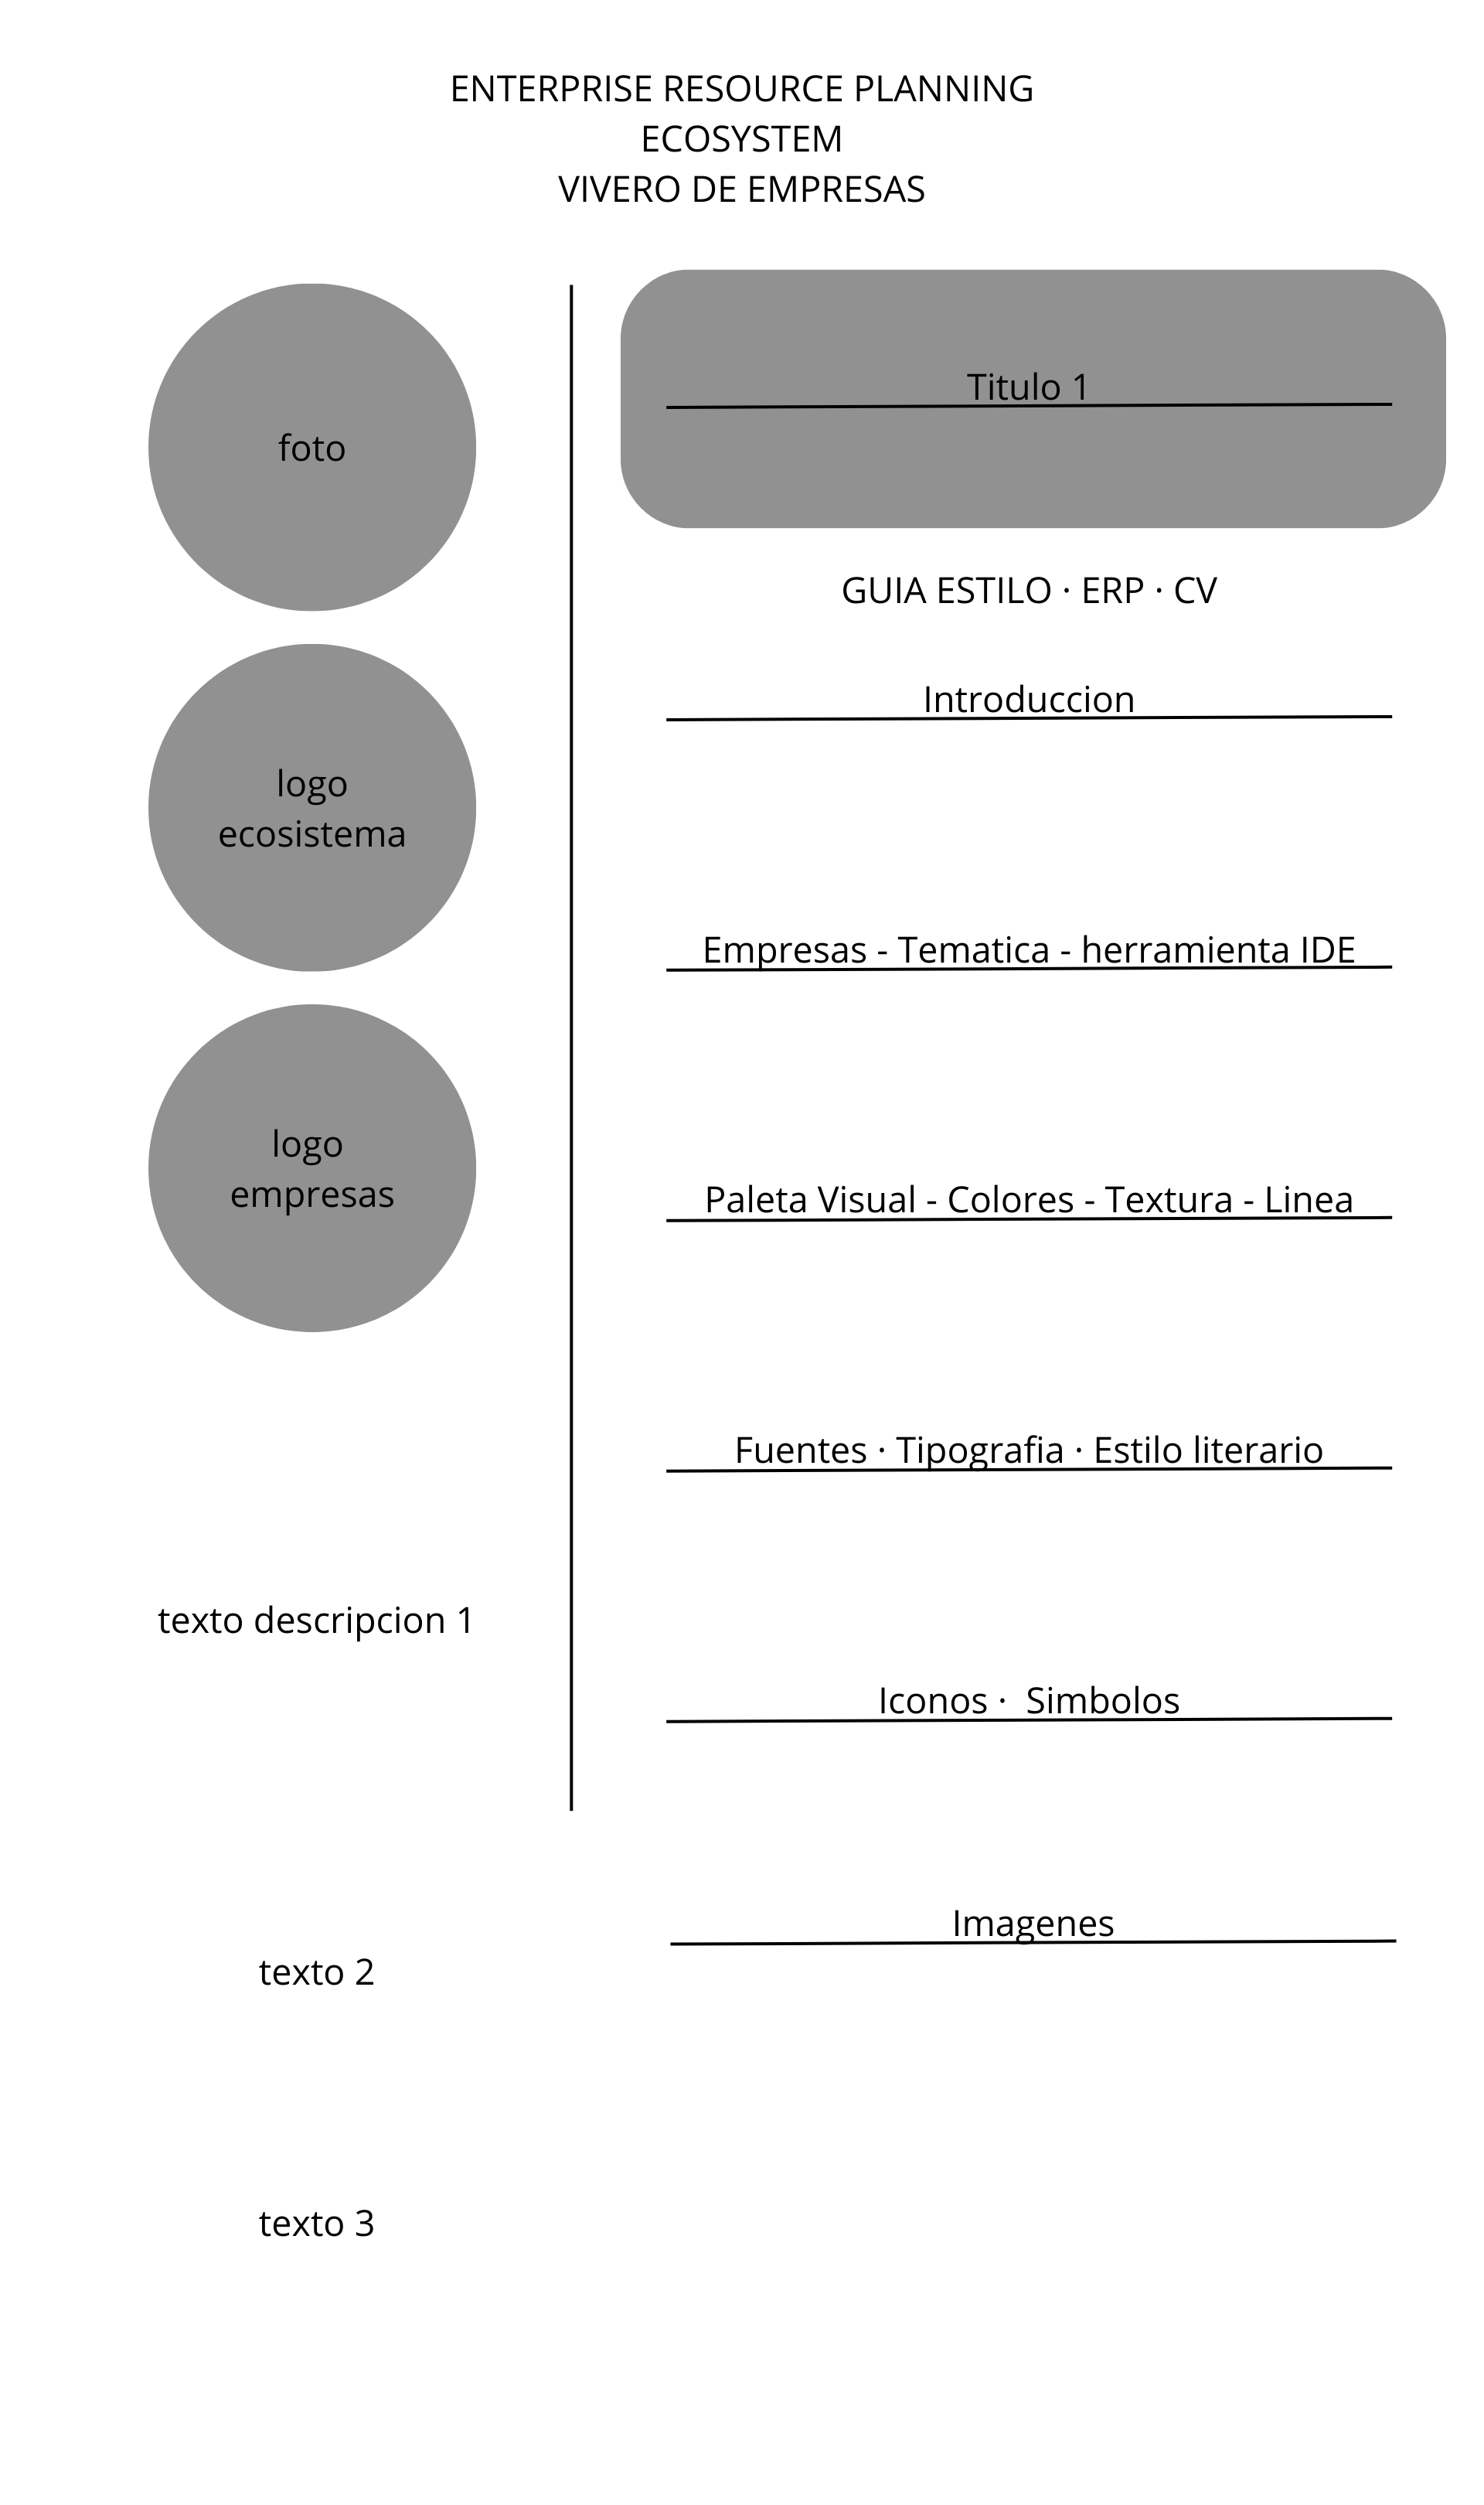 ENTERPRISE RESOURCE PLANNING
ECOSYSTEM
VIVERO DE EMPRESAS
foto
logo
ecosistema
logo
empresas
texto descripcion 1
texto 2
texto 3
Titulo 1
GUIA ESTILO · ERP · CV
Introduccion
Empresas - Tematica - herramienta IDE
Paleta Visual - Colores - Textura - Linea
Fuentes · Tipografia · Estilo literario
Iconos ·  Simbolos
Imagenes